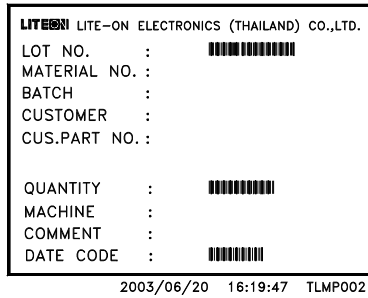 LITEON LITE-ON ELECTRONICS (THAILAND) CO.,LTD.
LOT NO. :
MATERIAL NO. :
BATCH :
CUSTOMER :
CUS.PART NO. :
QUANTITY :
MACHINE :
COMMENT :
DATE CODE :
2003/06/20 16:19:47 TLMP002